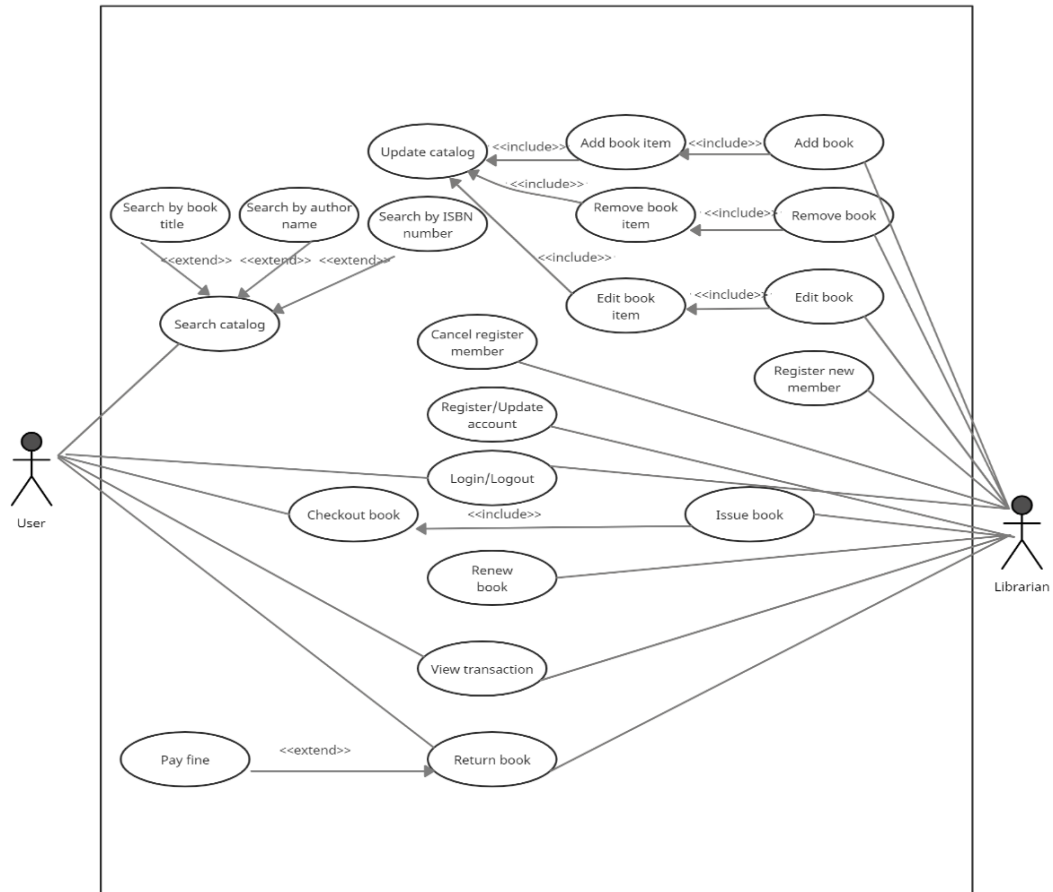 Update catalog
<<include>>
Add book item
<<include>>
Add book
<<include>>
Search by book
title
Search by author
name
Search by ISBN
number
Remove book
item
<<include>>
Remove book
<<extend>>
<<extend>>
<<extend>>
<<include>>
Search catalog
Edit book
item
<<include>>
Edit book
Cancel register
member
Register new
member
Register/Update
account
Login/Logout
User
Checkout book
<<include>>
Issue book
Renew
book
Librarian
View transaction
Pay fine
<<extend>>
Return book